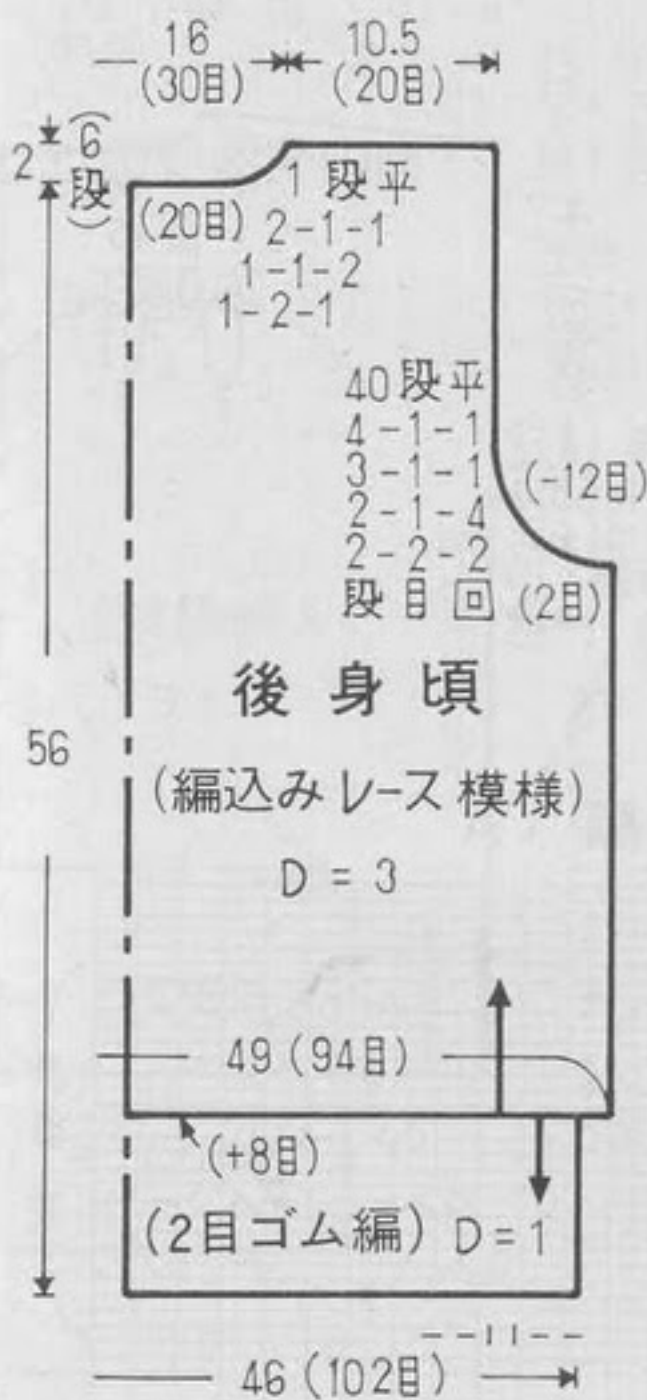 16 10.5
(30目) (20目)
2 (6段)
1段平
(20目) 2-1-1
1-1-2
1-2-1
40段平
4-1-1
3-1-1
(-12目)
2-1-4
2-2-2
段目回 (2目)
後身頃
56
(編込みレース模様)
D=3
49(94目)
(+8目)
(2目ゴム編) D=1
--||--
46(102目)